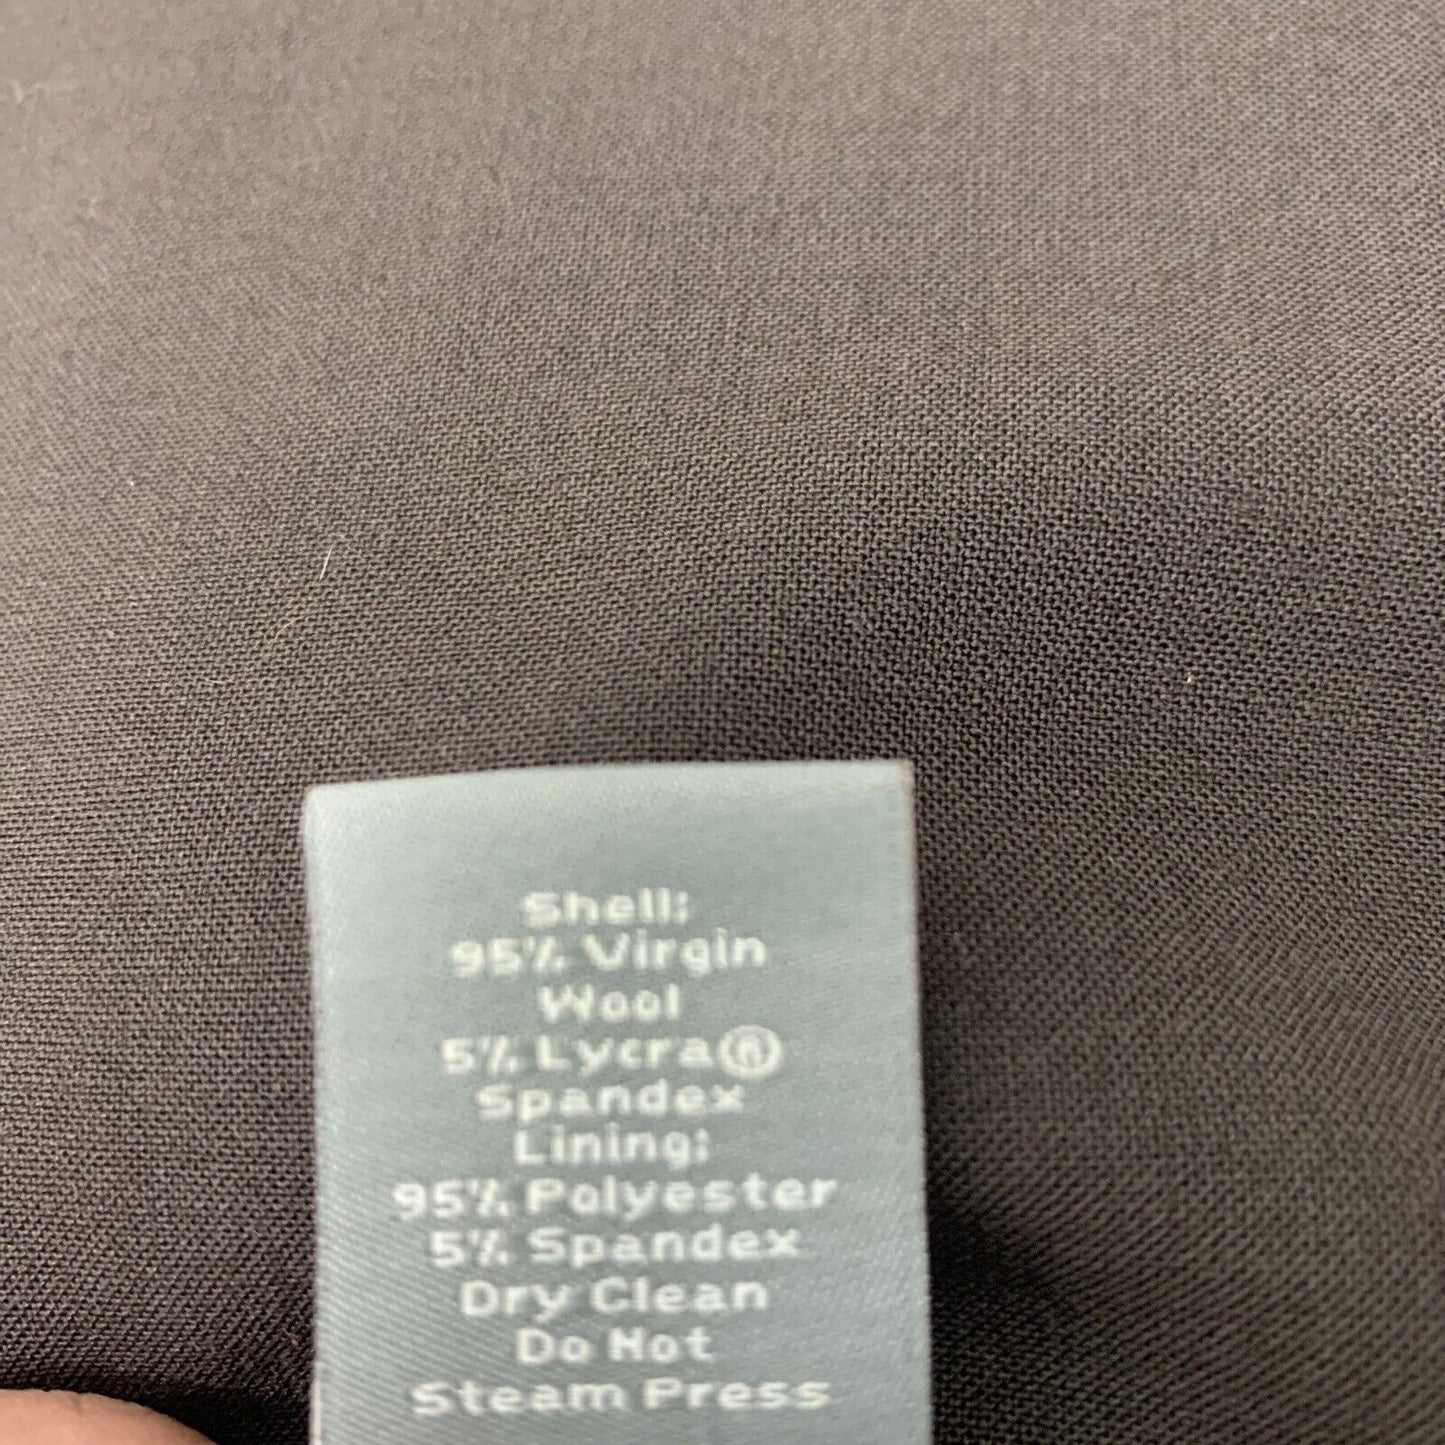 Shell:
95% Virgin
Wool
5% Lycra®
Spandex
Lining:
95% Polyester
5% Spandex
Dry Clean
Do Not
Steam Press